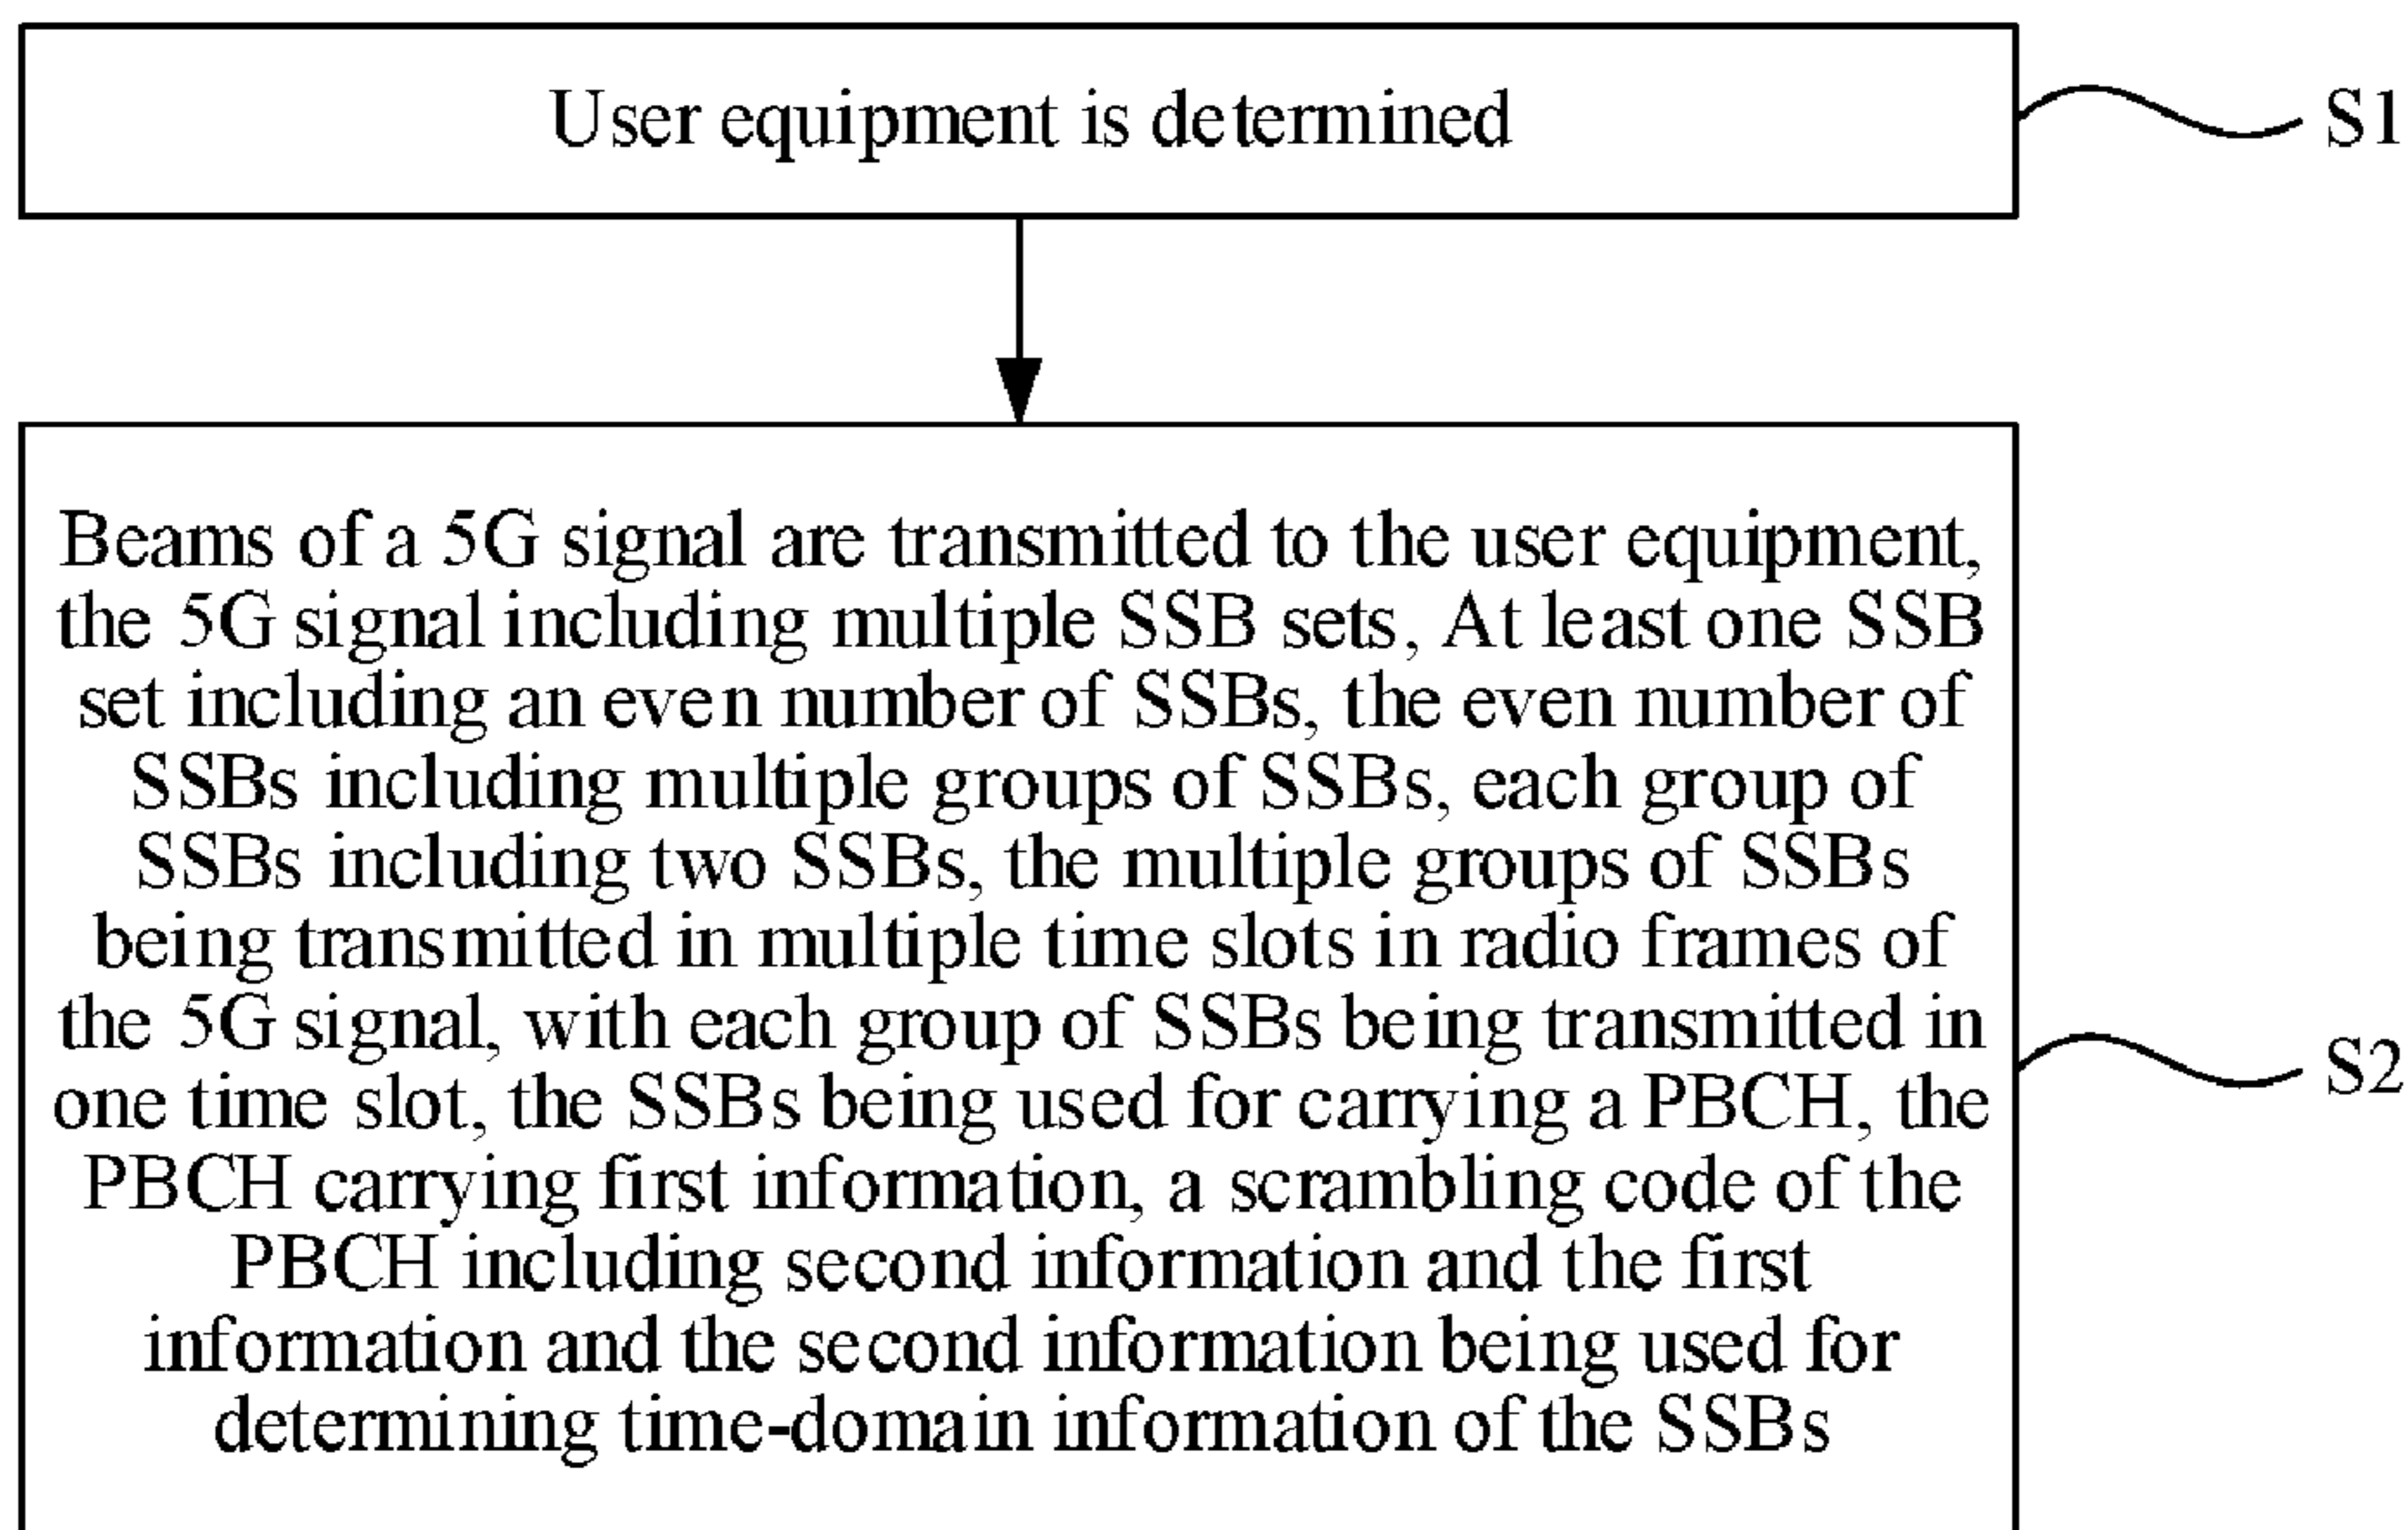 User equipment is determined
S1
Beams of a 5G signal are transmitted to the user equipment,
the 5G signal including multiple SSB sets, At least one SSB
set including an even number of SSBs, the even number of
SSBs including multiple groups of SSBs, each group of
SSBs including two SSBs, the multiple groups of SSBs
being transmitted in multiple time slots in radio frames of
the 5G signal, with each group of SSBs being transmitted in
one time slot, the SSBs being used for carrying a PBCH, the
PBCH carrying first information, a scrambling code of the
PBCH including second information and the first
information and the second information being used for
determining time-domain information of the SSBs
S2